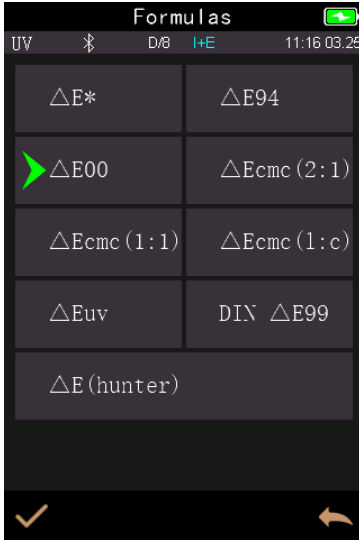 Formulas
UV D/8 I+E 11:16 03.25
△E* △E94
△E00 △Ecmc(2:1)
△Ecmc(1:1) △Ecmc(l:c)
△Euv DIN △E99
△E(hunter)